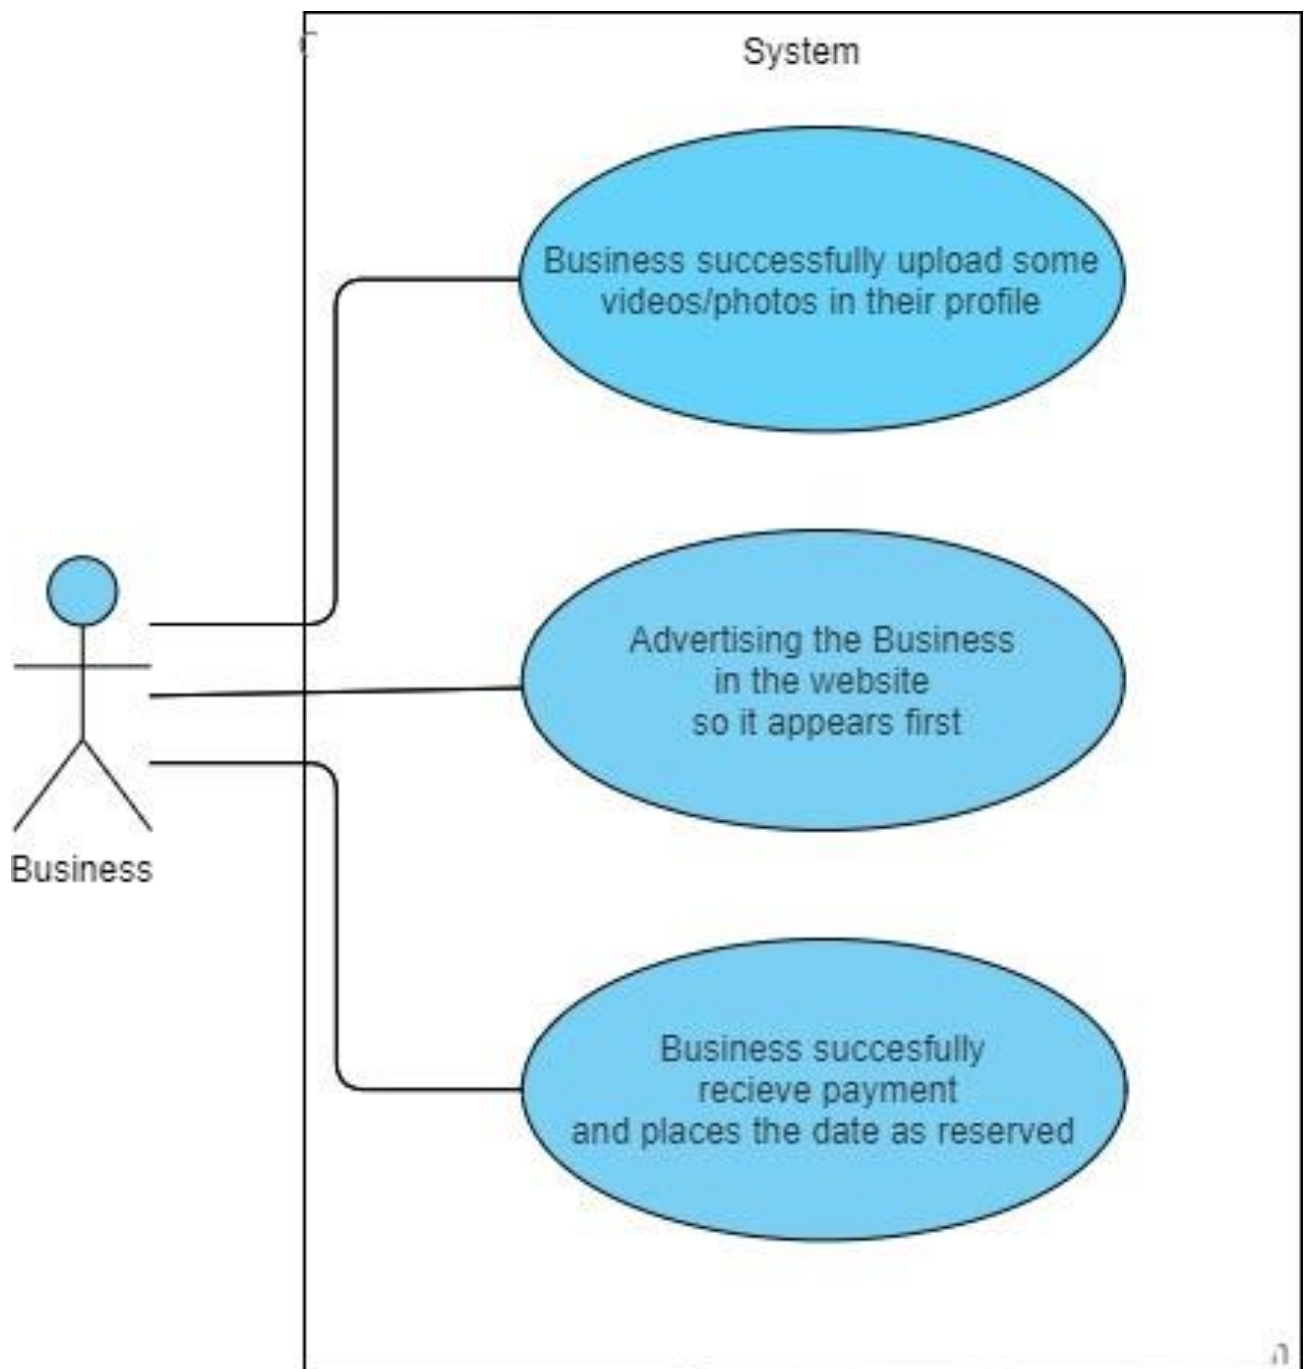 System
Business successfully upload some
videos/photos in their profile
Advertising the Business
in the website
so it appears first
Business
Business succesfully
recieve payment
and places the date as reserved